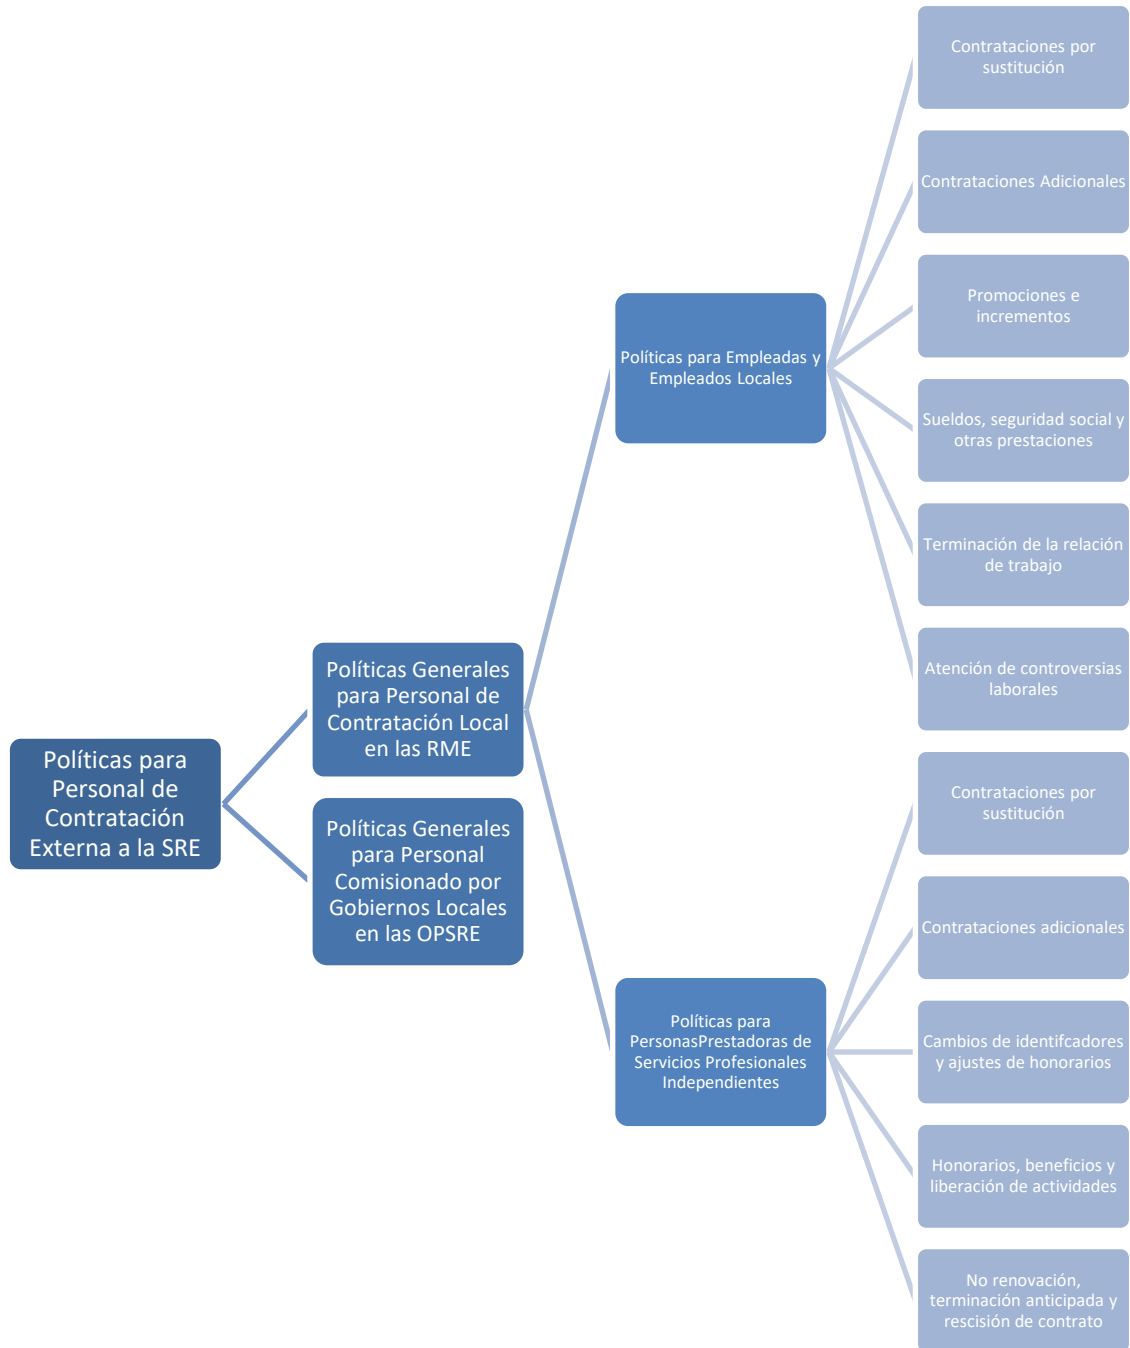 Políticas para
Personal de
Contratación
Externa a la SRE
Políticas Generales
para Personal de
Contratación Local
en las RME
Políticas Generales
para Personal
Comisionado por
Gobiernos Locales
en las OPSRE
Políticas para Empleadas y
Empleados Locales
Contrataciones por
sustitución
Contrataciones Adicionales
Promociones e
incrementos
Sueldos, seguridad social y
otras prestaciones
Terminación de la relación
de trabajo
Atención de controversias
laborales
Políticas para
PersonasPrestadoras de
Servicios Profesionales
Independientes
Contrataciones por
sustitución
Contrataciones adicionales
Cambios de identifcadores
y ajustes de honorarios
Honorarios, beneficios y
liberación de actividades
No renovación,
terminación anticipada y
rescisión de contrato